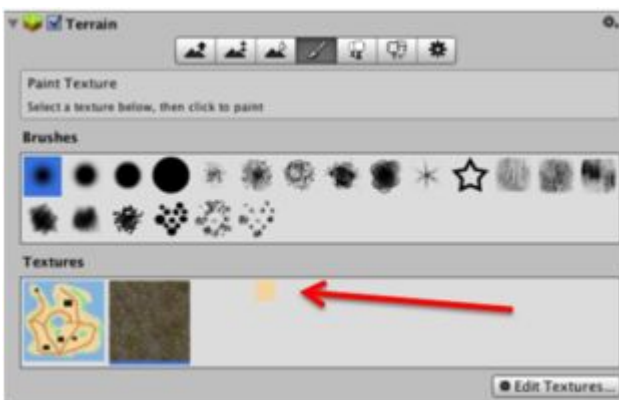 Terrain
Paint Texture
Select a texture below, then click to paint
Brushes
Textures
Edit Textures...